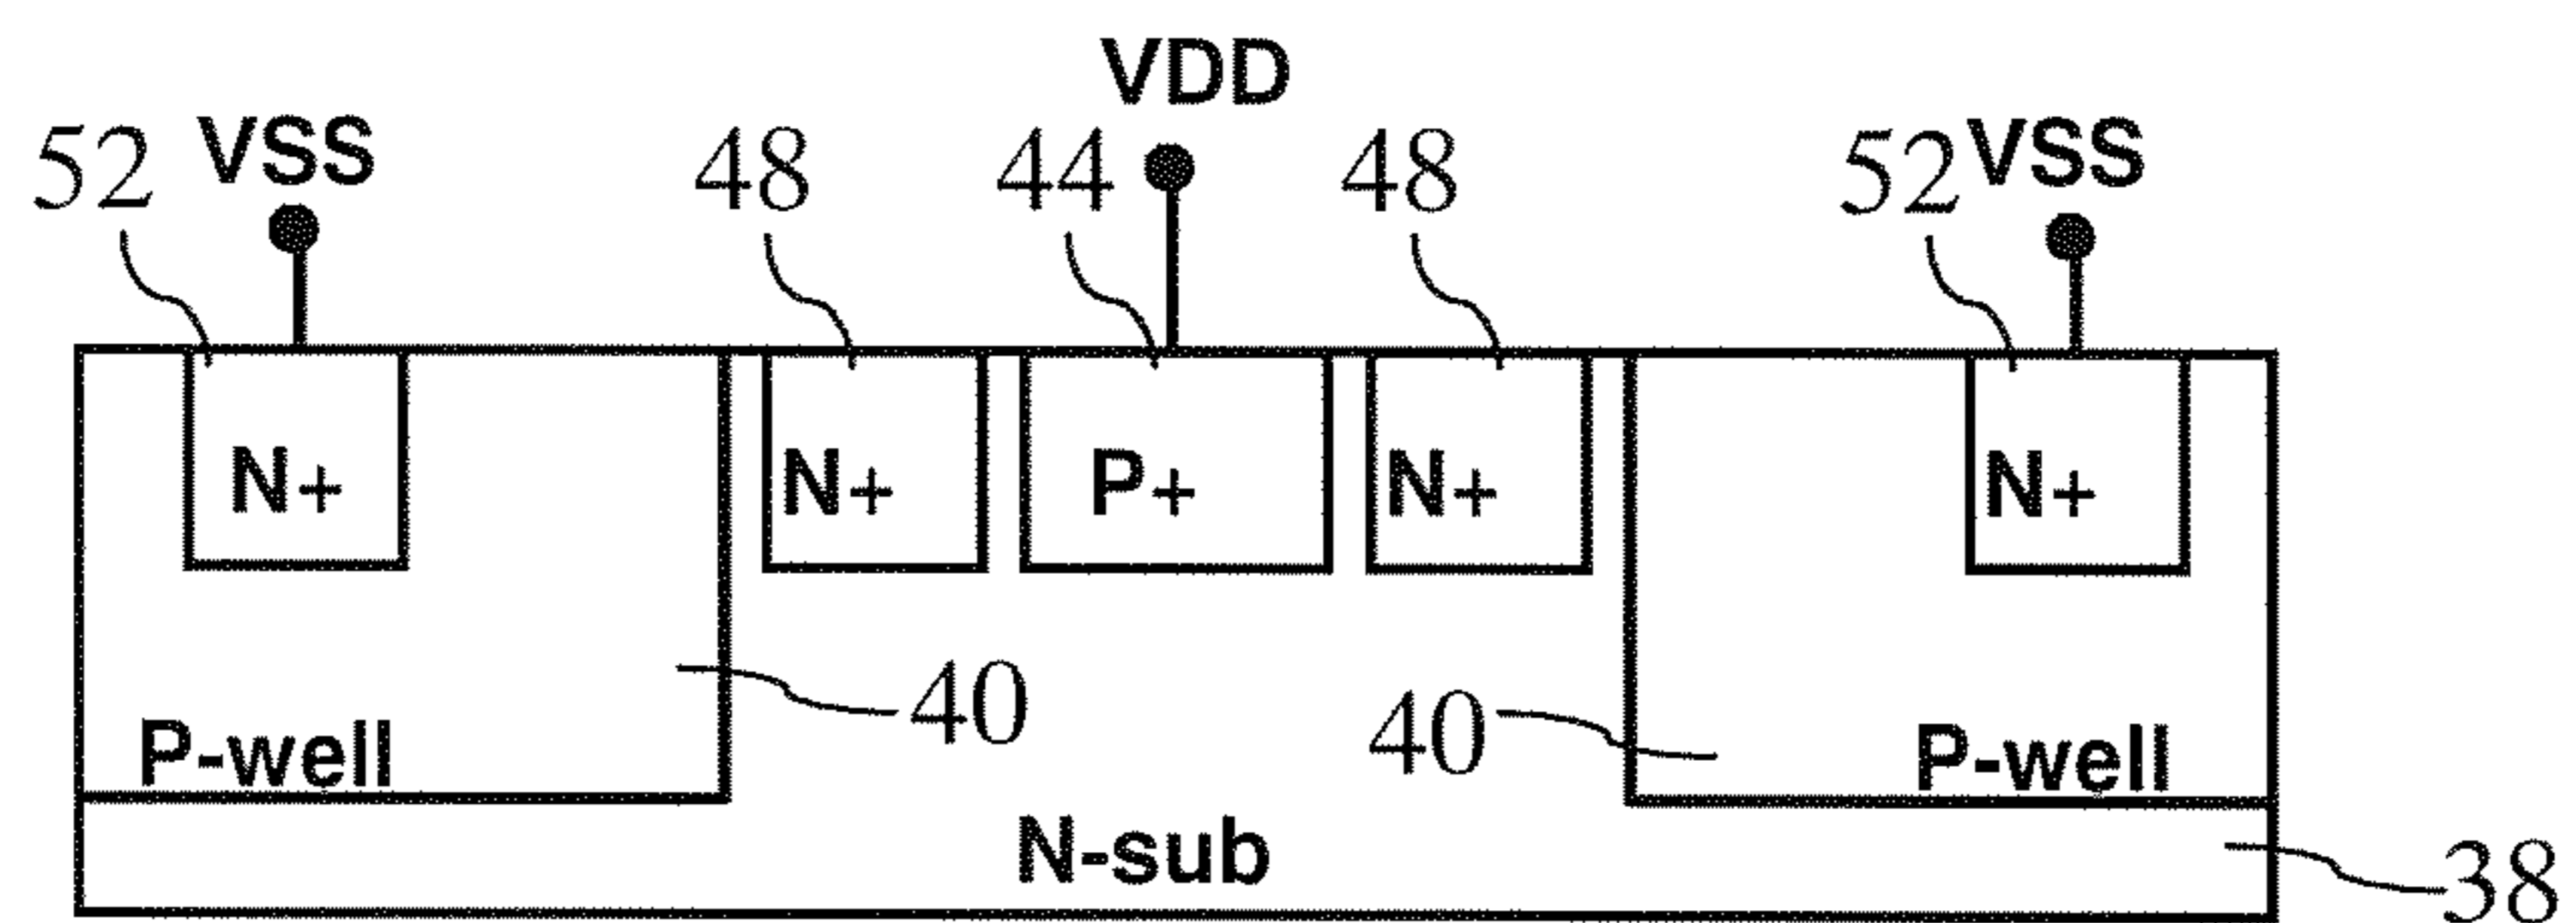 VDD
52 VSS 48 44 48 52 VSS
N+ N+ P+ N+ N+
40 40
P-well P-well
N-sub 38